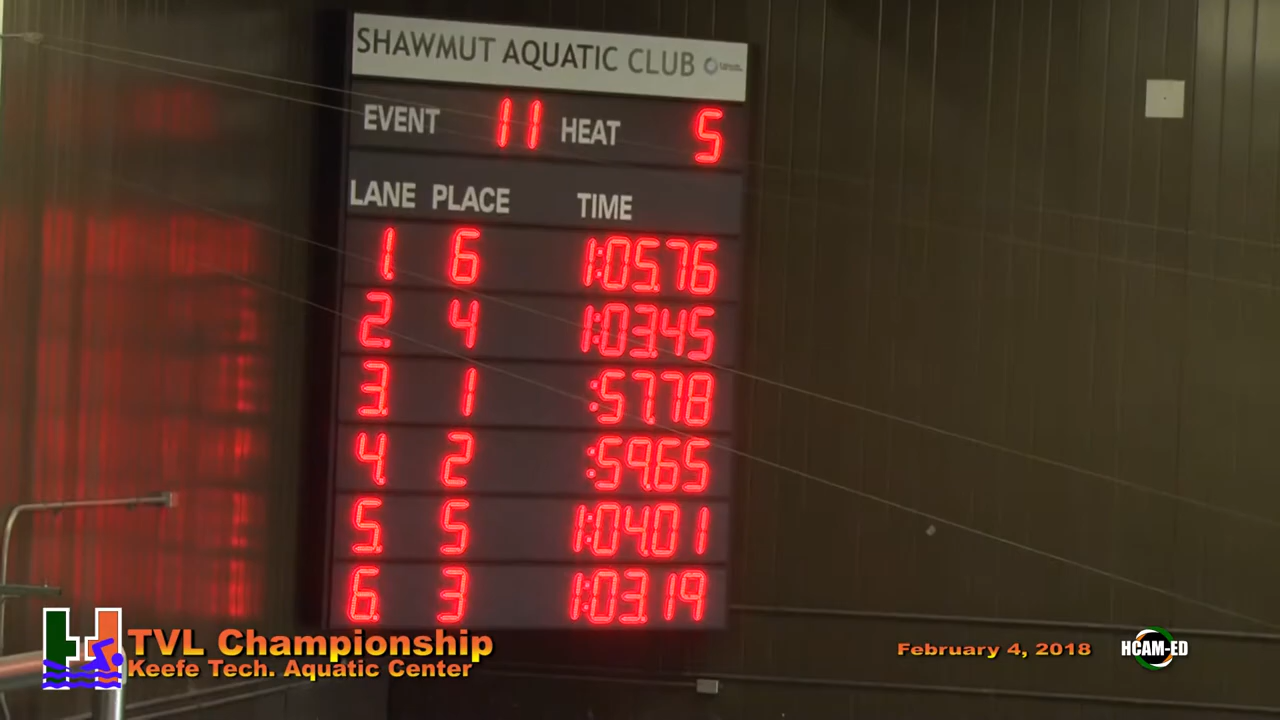 SHAWMUT AQUATIC CLUB
EVENT 11 HEAT 5
LANE PLACE TIME
1 6 1:05.76
2 4 1:03.45
3 1 :57.78
4 2 :59.65
5 5 1:04.01
6 3 1:03.19
TVL Championship
Keefe Tech. Aquatic Center
February 4, 2018
HCAM-ED